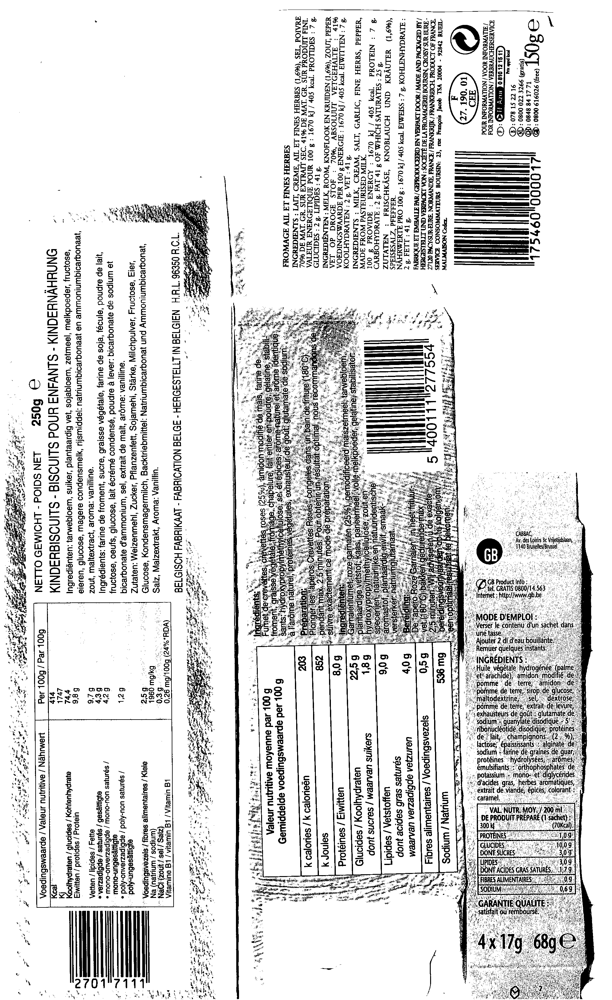 NETTO GEWICHT - POIDS NET 250g e
KINDERBISCUITS - BISCUITS POUR ENFANTS - KINDERNÄHRUNG
Ingrediënten: tarwebloem, suiker, plantaardig vet, sojabloem, zetmeel, melkpoeder, fructose,
eieren, glucose, magere condensmelk, rijsmiddel: natriumbicarbonaat en ammoniumbicarbonaat,
zout, maltextract, aroma: vanilline.
Ingrédients: farine de froment, sucre, graisse végétale, farine de soja, fécule, poudre de lait,
fructose, oeufs, glucose, lait écrémé condensé, poudre à lever: bicarbonate de sodium et
bicarbonate d'ammonium, sel, extrait de malt, arôme: vanilline.
Zutaten: Weizenmehl, Zucker, Pflanzenfett, Sojamehl, Stärke, Milchpulver, Fructose, Eier,
Glucose, Kondensmagermilch, Backtriebmittel: Natriumbicarbonat und Ammoniumbicarbonat,
Salz, Malzextrakt, Aroma: Vanillin.
BELGISCH FABRIKAAT - FABRICATION BELGE - HERGESTELLT IN BELGIEN H.R.L. 96350 R.C.L.
Voedingswaarde / Valeur nutritive / Nährwert Per 100g / Par 100g
Kcal 414
Kj 1747
Koolhydraten / glucides / Kohlenhydrate 74,4
Eiwitten / protides / Protein 9,8 g
Vetten / lipides / Fette 9,7 g
• verzadigde / saturés / gesättigte 4,3 g
• mono-onverzadigde / mono-non saturés / 4,2 g
mono-ungesättigte
• poly-onverzadigde / poly-non saturés / 1,2 g
poly-ungesättigte
Voedingsvezels / fibres alimentaires / Kleie 2,5 g
Na (natrium / sodium) 1960 mg/kg
NaCl (zout / sel / Salz) 0,3 g
Vitamine B1 / vitamin B1 / Vitamin B1 0,26 mg/100g (24%*RDA)
2701 7111
Ingrédients:
Fumet de crevettes, crevettes roses (25%), amidon modifié de maïs, farine de
froment, graisse végétale, fromage, chapelure, lait entier en poudre, gélatine, stabili-
sants: hydroxypropylméthylcellulose, sel et épices, arôme naturel et arôme identique
à l'arôme naturel, protéines végétales, exhausteur de goût: glutamate de sodium.
Préparation:
Plonger les "apéros Crevettes Roses" congelés dans un bain de friture (180°C)
pendant max. 2,5 minutes. Pour obtenir un résultat optimal, nous recommandons de
suivre exactement ce mode de préparation.
Ingrediënten:
Garnalenfumet, roze garnalen (25%), gemodificeerd maïszetmeel, tarwebloem,
plantaardige vetstof, kaas, paneermeel, volle melkpoeder, gelatine, stabilisator:
hydroxypropylmethylcellulose, zout en
specerijen, natuurlijke en natuuridentische
aromastof, plantaardig eiwit, smaak-
versterker: natriumglutamaat.
Bereiding:
De "apero Roze Garnalen" in heet frituur-
vet (180°C) bakken gedurende max.
2,5 minuten. Wij adviseren u de exacte
bereidingsvoorwaarden op te volgen om
een optimaal resultaat te bekomen.
5 400111 277554
Valeur nutritive moyenne par 100 g
Gemiddelde voedingswaarde per 100 g
k calories / k calorieën 203
k Joules 852
Protéines / Eiwitten 8,0 g
Glucides / Koolhydraten 22,5 g
dont sucres / waarvan suikers 1,8 g
Lipides / Vetstoffen 9,0 g
dont acides gras saturés
waarvan verzadigde vetzuren 4,0 g
Fibres alimentaires / Voedingsvezels 0,5 g
Sodium / Natrium 536 mg
FROMAGE AIL ET FINES HERBES
INGREDIENTS : LAIT, CREME, AIL ET FINES HERBES (1,6%), SEL, POIVRE
70% DE MAT. GR. SUR EXTRAIT SEC. 41% DE MAT. GR. SUR PRODUIT FINI.
VALEUR ENERGETIQUE POUR 100 g : 1670 kJ / 405 kcal. PROTIDES : 7 g.
GLUCIDES : 2 g. LIPIDES : 41 g.
INGREDIËNTEN : MELK, ROOM, KNOFLOOK EN KRUIDEN (1,6%), ZOUT, PEPER
VET OP DROGE STOF : 70%, ABSOLUUT VETGEHALTE : 41%
VOEDINGSWAARDE PER 100 g ENERGIE : 1670 kJ / 405 kcal. EIWITTEN : 7 g.
KOOLHYDRATEN : 2 g. VET : 41 g.
INGREDIENTS : MILK, CREAM, SALT, GARLIC, FINE HERBS, PEPPER,
MADE FROM PASTEURISED MILK.
100 g PROVIDE : ENERGY : 1670 kJ / 405 kcal. PROTEIN : 7 g.
CARBOHYDRATE : 2 g. FAT 41 g OF WHICH SATURATES : 25 g.
ZUTATEN : FRISCHKÄSE, KNOBLAUCH UND KRÄUTER (1,6%),
SPEISESALZ, PFEFFER.
NÄHRWERTE PRO 100 g : 1670 kJ / 405 kcal. EIWEISS : 7 g. KOHLENHYDRATE :
2 g. FETT : 41 g.
FABRIQUE ET EMBALLE PAR / GEPRODUCEERD EN VERPAKT DOOR / MADE AND PACKAGED BY /
HERGESTELLT UND VERPACKT VON : SOCIÉTÉ DE LA FROMAGERIE BOURSIN, CROISY SUR EURE -
27120 PACY-SUR-EURE. NORMANDIE. FRANCE / FRANKRIJK / FRANKREICH. PRODUCT OF FRANCE.
SERVICE CONSOMMATEURS BOURSIN: 23, rue François Jacob TSA 20004 - 92842 RUEIL-
MALMAISON Cedex.
F
27. 190. 01
CEE
POUR INFORMATION / VOOR INFORMATIE /
FOR INFORMATION / VERBRAUCHERSERVICE
F : N Azur 0 810 12 15 11
Prix appel local
B : 078 15 22 16
NL : 0800 022 3266 (gratis)
CH : 0848 84 17 71
GB : 0800 616026 (free)
150g e
175460 000017
GB
CABBAC,
Av. des Loisirs 3c Vrijetijdslaan,
1140 Bruxelles/Brussel
GB Product Info :
tel. GRATIS 0800/14.563
Internet : http://www.gb.be
MODE D'EMPLOI :
Verser le contenu d'un sachet dans
une tasse.
Ajouter 2 dl d'eau bouillante.
Remuer quelques instants.
INGRÉDIENTS :
Huile végétale hydrogénée (palme
et arachide), amidon modifié de
pomme de terre, amidon de
pomme de terre, sirop de glucose,
maltodextrine, sel, dextrose,
pomme de terre, extrait de levure,
exhausteurs de goût : glutamate de
sodium - guanylate disodique - 5'
ribonucléotide disodique, protéines
de lait, champignons (2 %),
lactose, épaississants : alginate de
sodium - farine de graines de guar,
protéines hydrolysées, arômes,
émulsifiants : orthophosphates de
potassium - mono- et diglycérides
d'acides gras, herbes aromatiques,
extrait de viande, épices, colorant :
caramel.
VAL. NUTR. MOY. / 200 ml
DE PRODUIT PRÉPARÉ (1 sachet) :
300 kJ (70Kcal)
PROTÉINES 1,0 g
GLUCIDES 10,0 g
DONT SUCRES 3,0 g
LIPIDES 3,0 g
DONT ACIDES GRAS SATURÉS 1,7 g
FIBRES ALIMENTAIRES 0 g
SODIUM 0,6 g
GARANTIE QUALITE :
satisfait ou remboursé.
4 x 17g 68g e